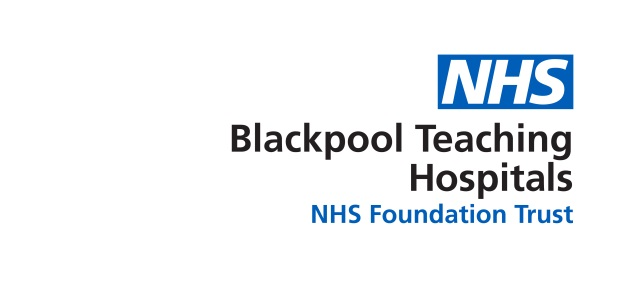 NHS
Blackpool Teaching
Hospitals
NHS Foundation Trust